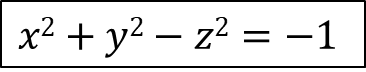 x² + y² − z² = −1